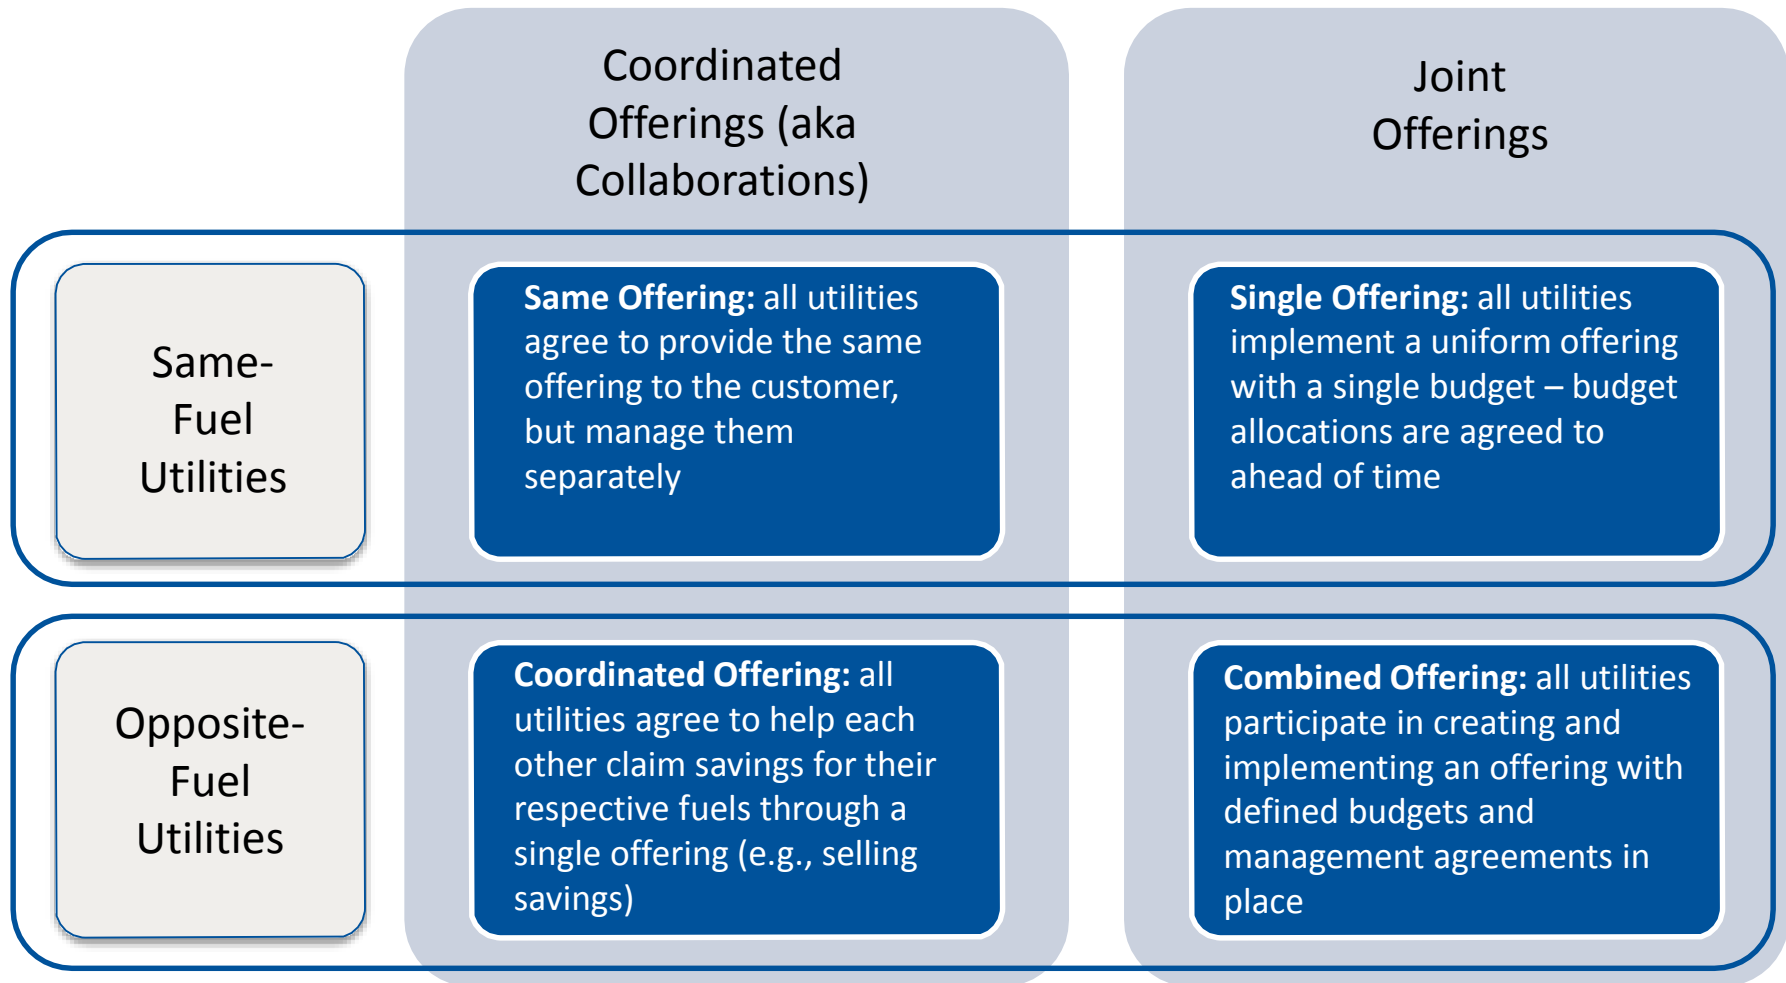 Coordinated
Offerings (aka
Collaborations)
Joint
Offerings
Same-
Fuel
Utilities
Same Offering: all utilities
agree to provide the same
offering to the customer,
but manage them
separately
Single Offering: all utilities
implement a uniform offering
with a single budget – budget
allocations are agreed to
ahead of time
Opposite-
Fuel
Utilities
Coordinated Offering: all
utilities agree to help each
other claim savings for their
respective fuels through a
single offering (e.g., selling
savings)
Combined Offering: all utilities
participate in creating and
implementing an offering with
defined budgets and
management agreements in
place